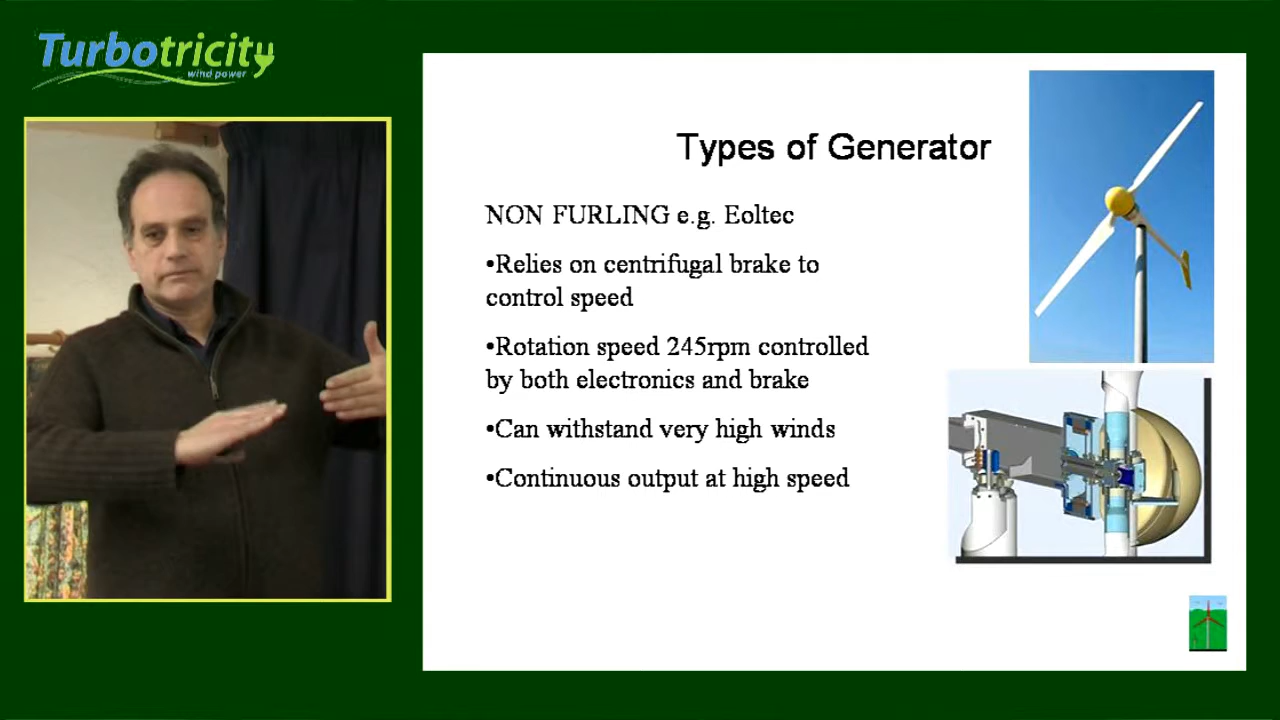 Turbotricity
wind power
Types of Generator
NON FURLING e.g. Eoltec
•Relies on centrifugal brake to
control speed
•Rotation speed 245rpm controlled
by both electronics and brake
•Can withstand very high winds
•Continuous output at high speed